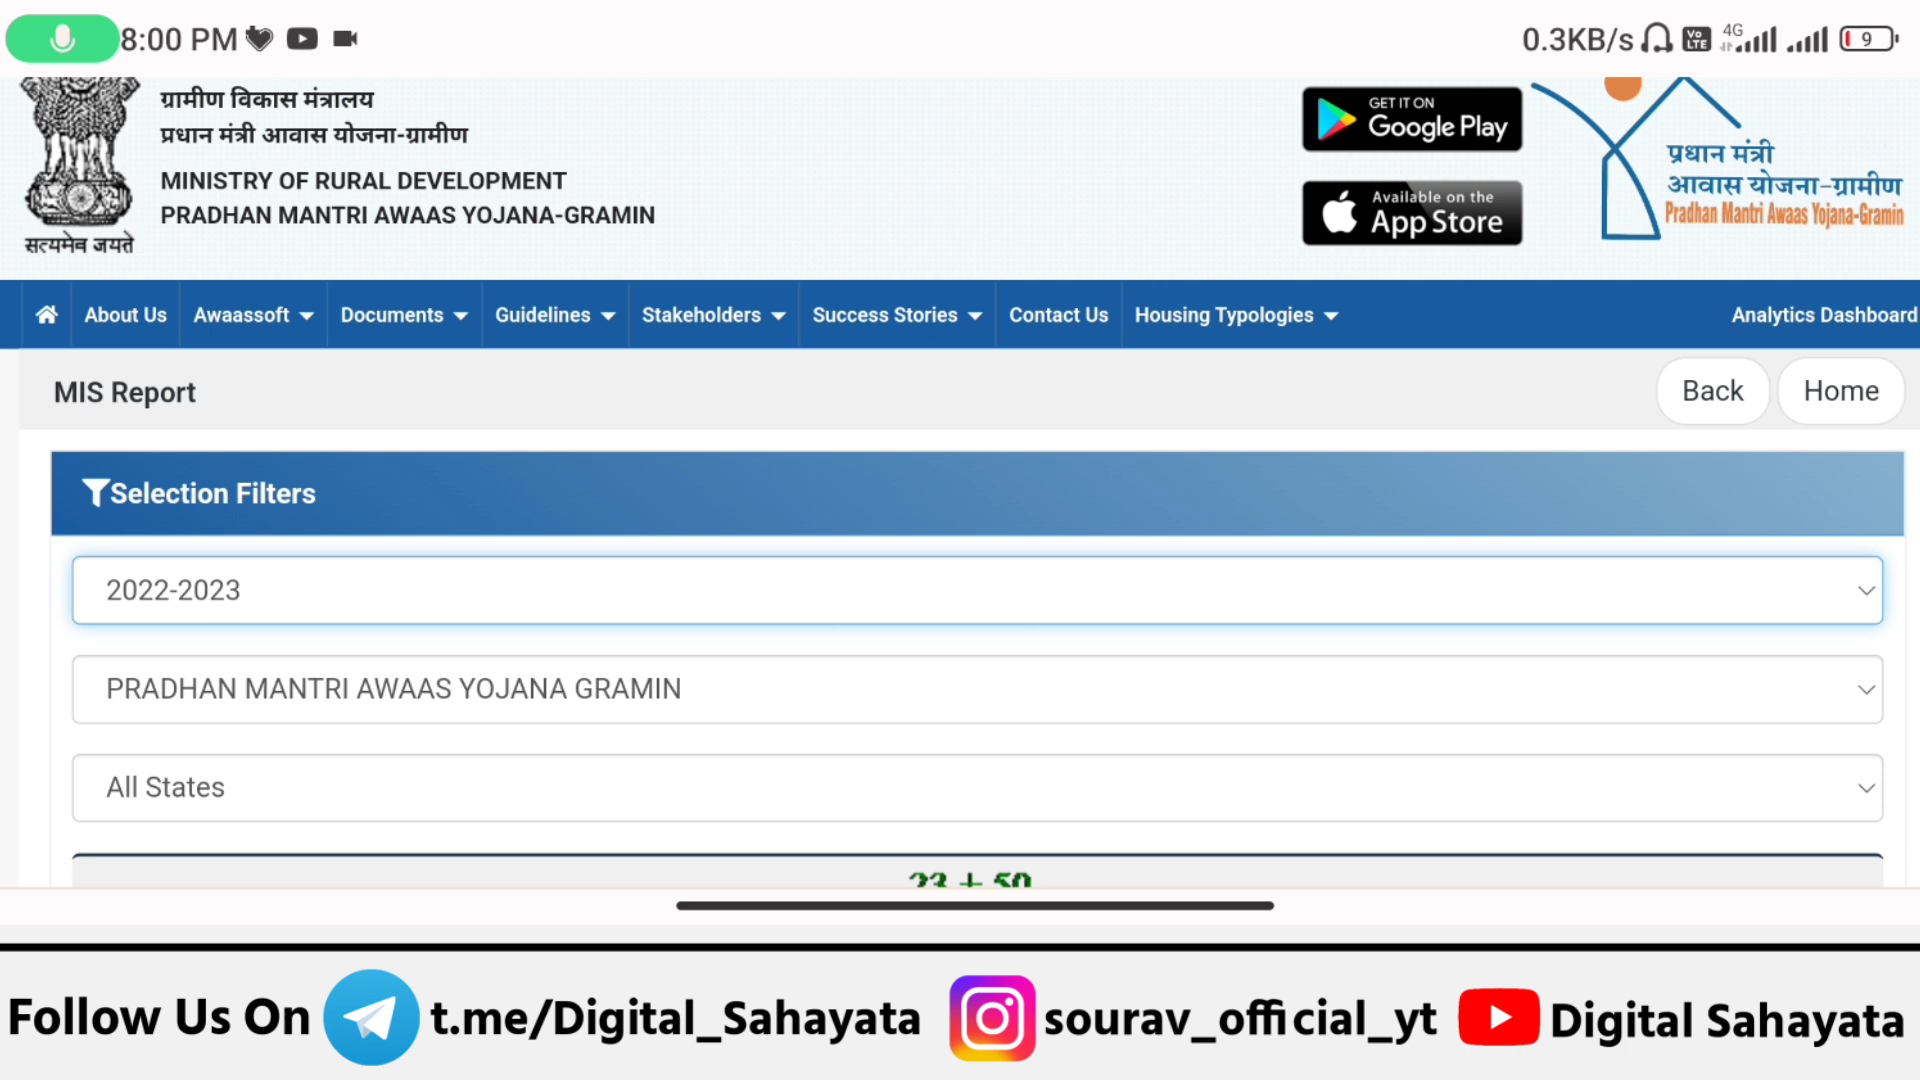 8:00 PM
0.3KB/s
Vo
LTE
4G
9
ग्रामीण विकास मंत्रालय
प्रधान मंत्री आवास योजना-ग्रामीण
MINISTRY OF RURAL DEVELOPMENT
PRADHAN MANTRI AWAAS YOJANA-GRAMIN
सत्यमेव जयते
GET IT ON
Google Play
Available on the
App Store
प्रधान मंत्री
आवास योजना-ग्रामीण
Pradhan Mantri Awaas Yojana-Gramin
About Us Awaassoft Documents Guidelines Stakeholders Success Stories Contact Us Housing Typologies Analytics Dashboard
MIS Report
Back Home
Selection Filters
2022-2023
PRADHAN MANTRI AWAAS YOJANA GRAMIN
All States
Follow Us On t.me/Digital_Sahayata sourav_official_yt Digital Sahayata